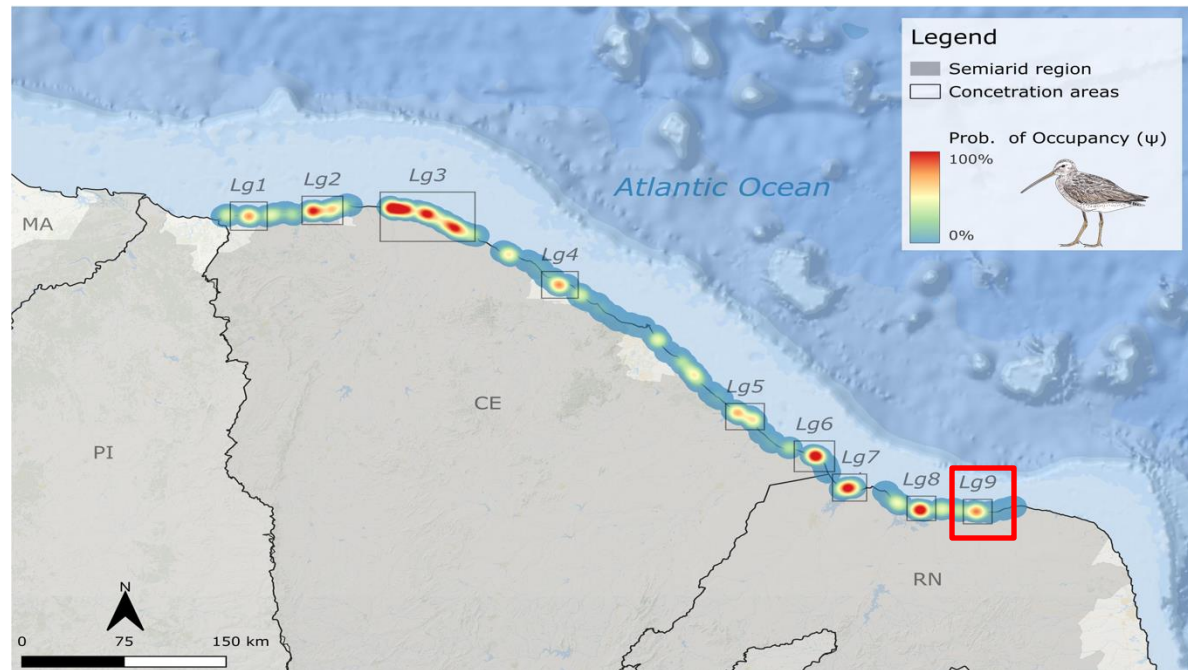 Legend
Semiarid region
Concetration areas
Prob. of Occupancy (ψ)
100%
0%
Atlantic Ocean
Lg1
Lg2
Lg3
Lg4
Lg5
Lg6
Lg7
Lg8
Lg9
MA
PI
CE
RN
N
0 75 150 km